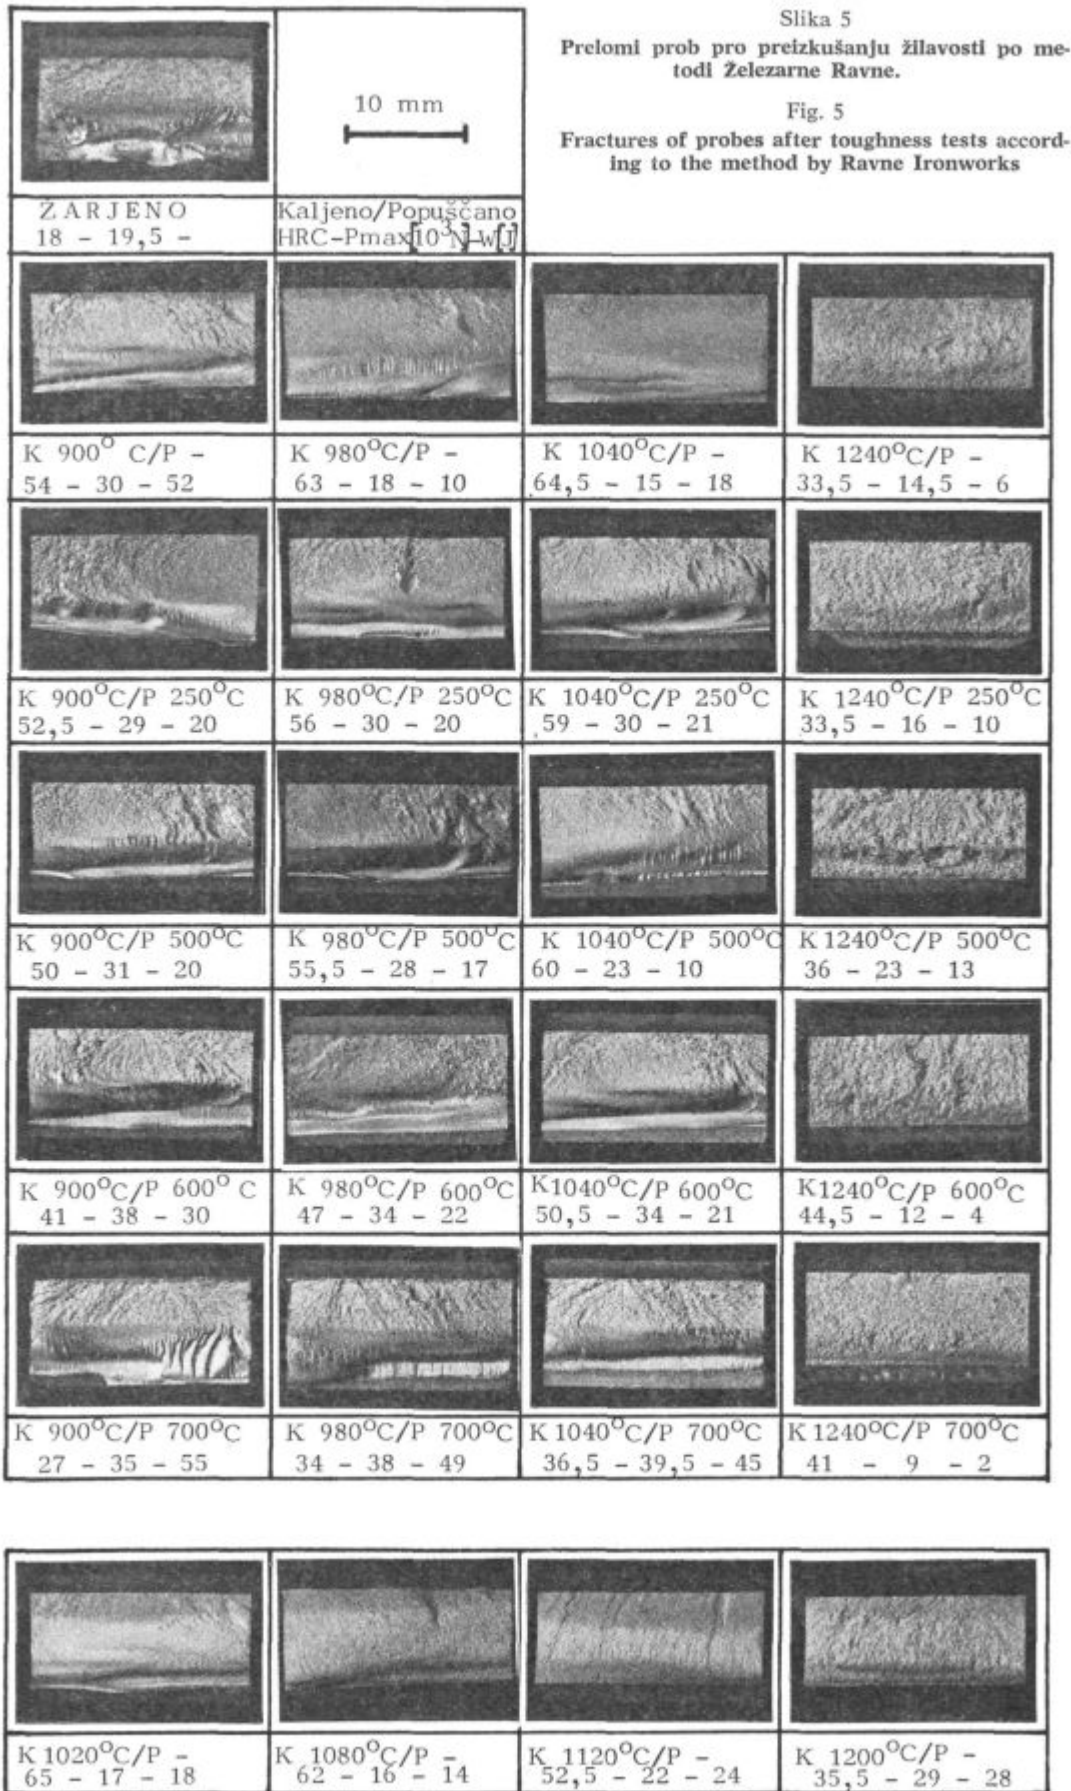 Slika 5
Prelomi prob pro preizkušanju žilavosti po me-
todi Železarne Ravne.
Fig. 5
Fractures of probes after toughness tests accord-
ing to the method by Ravne Ironworks
10 mm
ŽARJENO
18 - 19,5 -
Kaljeno/Popuščano
HRC-Pmax[10³N]-W[J]
K 900° C/P -
54 - 30 - 52
K 980°C/P -
63 - 18 - 10
K 1040°C/P -
64,5 - 15 - 18
K 1240°C/P -
33,5 - 14,5 - 6
K 900°C/P 250°C
52,5 - 29 - 20
K 980°C/P 250°C
56 - 30 - 20
K 1040°C/P 250°C
59 - 30 - 21
K 1240°C/P 250°C
33,5 - 16 - 10
K 900°C/P 500°C
50 - 31 - 20
K 980°C/P 500°C
55,5 - 28 - 17
K 1040°C/P 500°C
60 - 23 - 10
K 1240°C/P 500°C
36 - 23 - 13
K 900°C/P 600° C
41 - 38 - 30
K 980°C/P 600°C
47 - 34 - 22
K 1040°C/P 600°C
50,5 - 34 - 21
K 1240°C/P 600°C
44,5 - 12 - 4
K 900°C/P 700°C
27 - 35 - 55
K 980°C/P 700°C
34 - 38 - 49
K 1040°C/P 700°C
36,5 - 39,5 - 45
K 1240°C/P 700°C
41 - 9 - 2
K 1020°C/P -
65 - 17 - 18
K 1080°C/P -
62 - 16 - 14
K 1120°C/P -
52,5 - 22 - 24
K 1200°C/P -
35,5 - 29 - 28